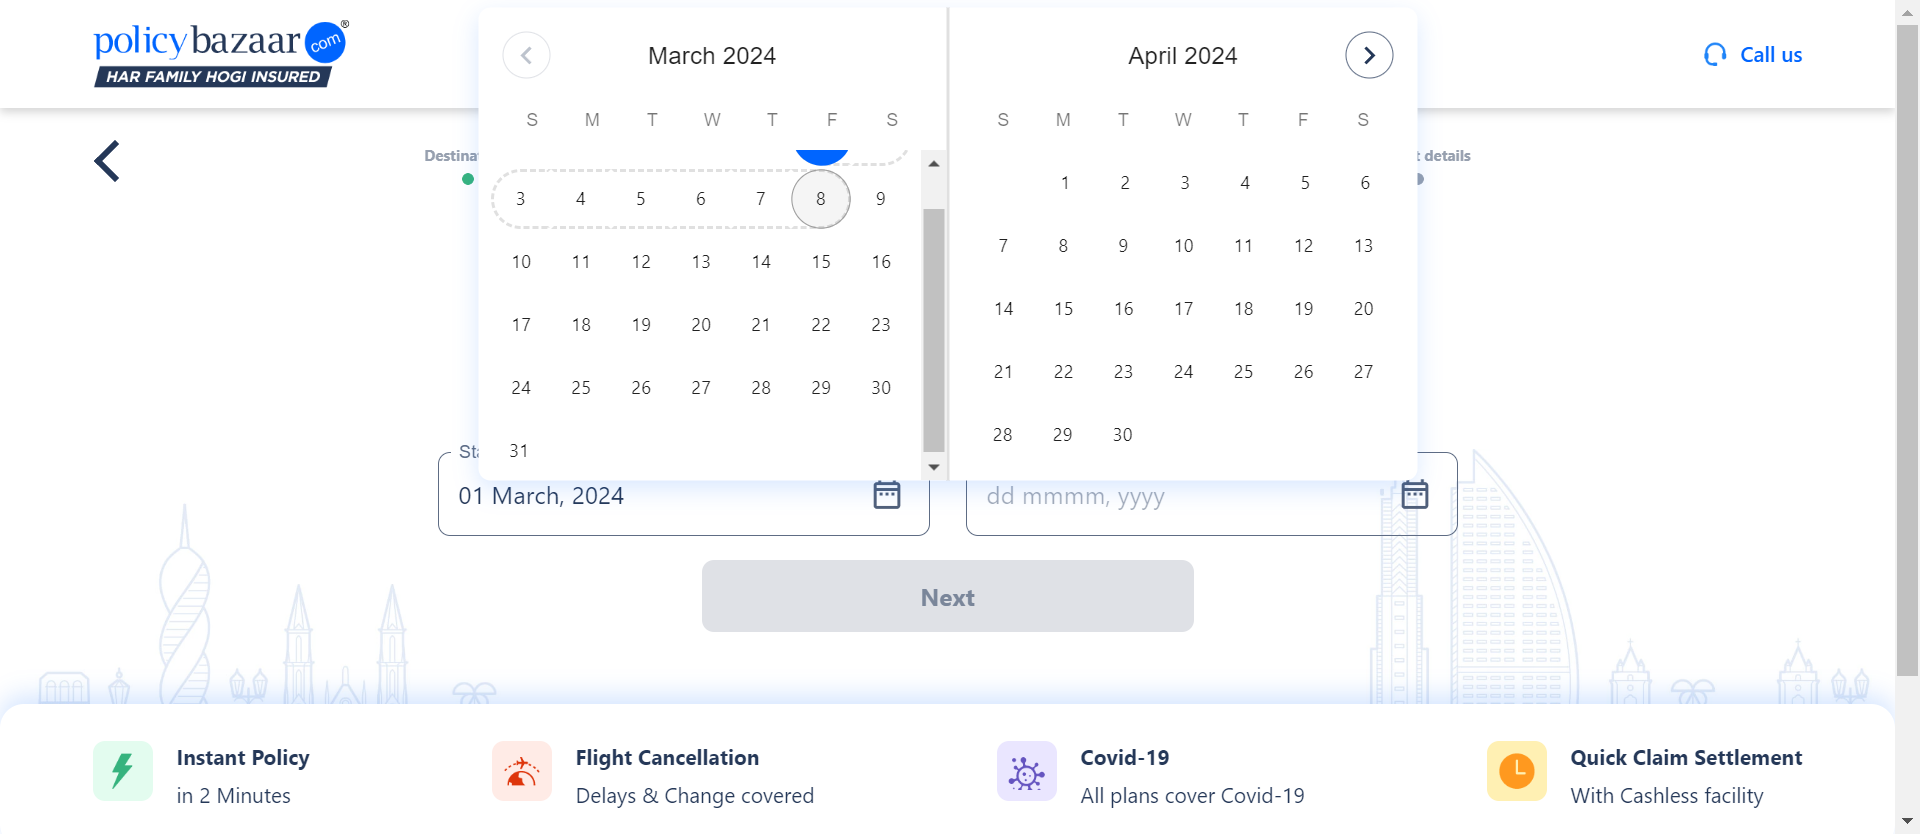 policybazaar com®
HAR FAMILY HOGI INSURED
Call us
March 2024
S M T W T F S
3 4 5 6 7 8 9
10 11 12 13 14 15 16
17 18 19 20 21 22 23
24 25 26 27 28 29 30
31
April 2024
S M T W T F S
1 2 3 4 5 6
7 8 9 10 11 12 13
14 15 16 17 18 19 20
21 22 23 24 25 26 27
28 29 30
details
01 March, 2024
dd mmmm, yyyy
Next
Instant Policy
in 2 Minutes
Flight Cancellation
Delays & Change covered
Covid-19
All plans cover Covid-19
Quick Claim Settlement
With Cashless facility